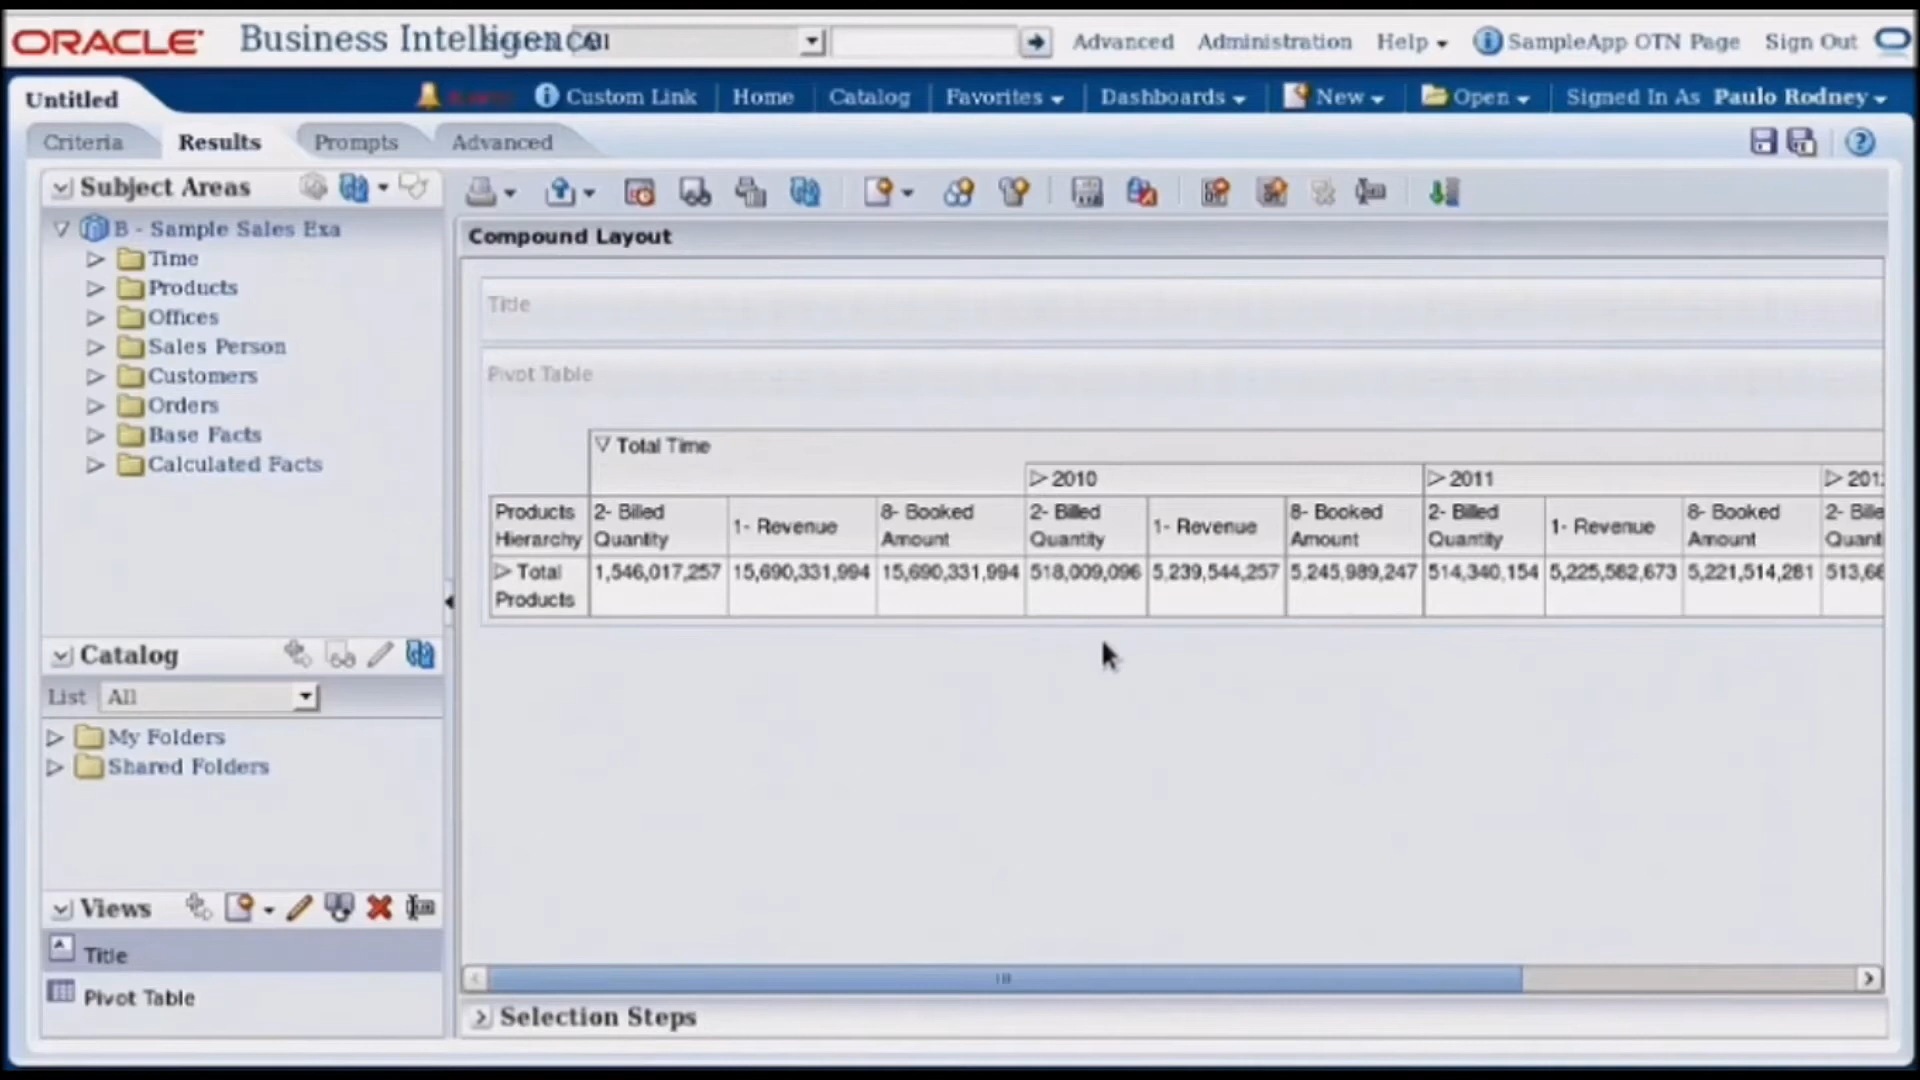 ORACLE Business Intelligence All Advanced Administration Help SampleApp OTN Page Sign Out
Untitled Custom Link Home Catalog Favorites Dashboards New Open Signed In As Paulo Rodney
Criteria Results Prompts Advanced
Subject Areas
B - Sample Sales Exa
Time
Products
Offices
Sales Person
Customers
Orders
Base Facts
Calculated Facts
Catalog
List All
My Folders
Shared Folders
Views
Title
Pivot Table
Compound Layout
Title
Pivot Table
Total Time
2010 2011
Products Hierarchy 2- Billed Quantity 1- Revenue 8- Booked Amount 2- Billed Quantity 1- Revenue 8- Booked Amount 2- Billed Quantity 1- Revenue 8- Booked Amount
Total Products 1,546,017,257 15,690,331,994 15,690,331,994 518,009,096 5,239,544,257 5,245,989,247 514,340,154 5,225,562,673 5,221,514,261
Selection Steps